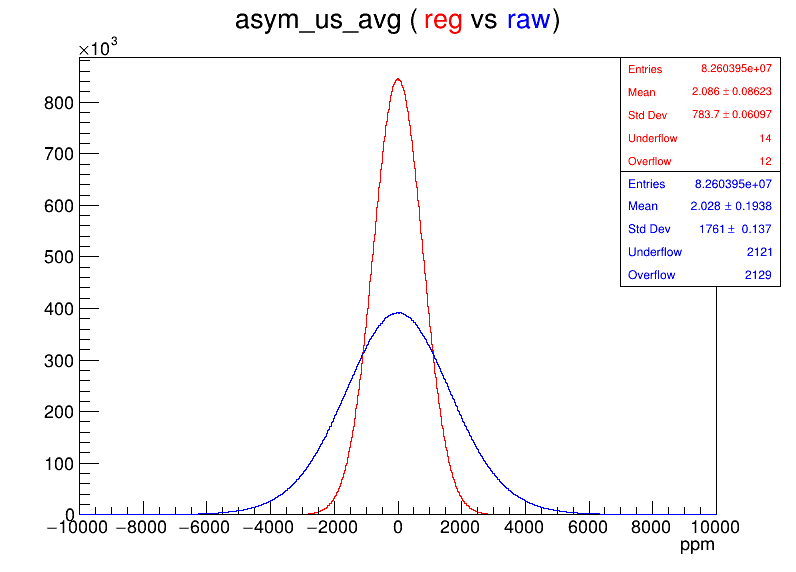 asym_us_avg ( reg vs raw)
×10³
800
700
600
500
400
300
200
100
0
−10000 −8000 −6000 −4000 −2000 0 2000 4000 6000 8000 10000
ppm
Entries 8.260395e+07
Mean 2.086 ± 0.08623
Std Dev 783.7 ± 0.06097
Underflow 14
Overflow 12
Entries 8.260395e+07
Mean 2.028 ± 0.1938
Std Dev 1761 ± 0.137
Underflow 2121
Overflow 2129